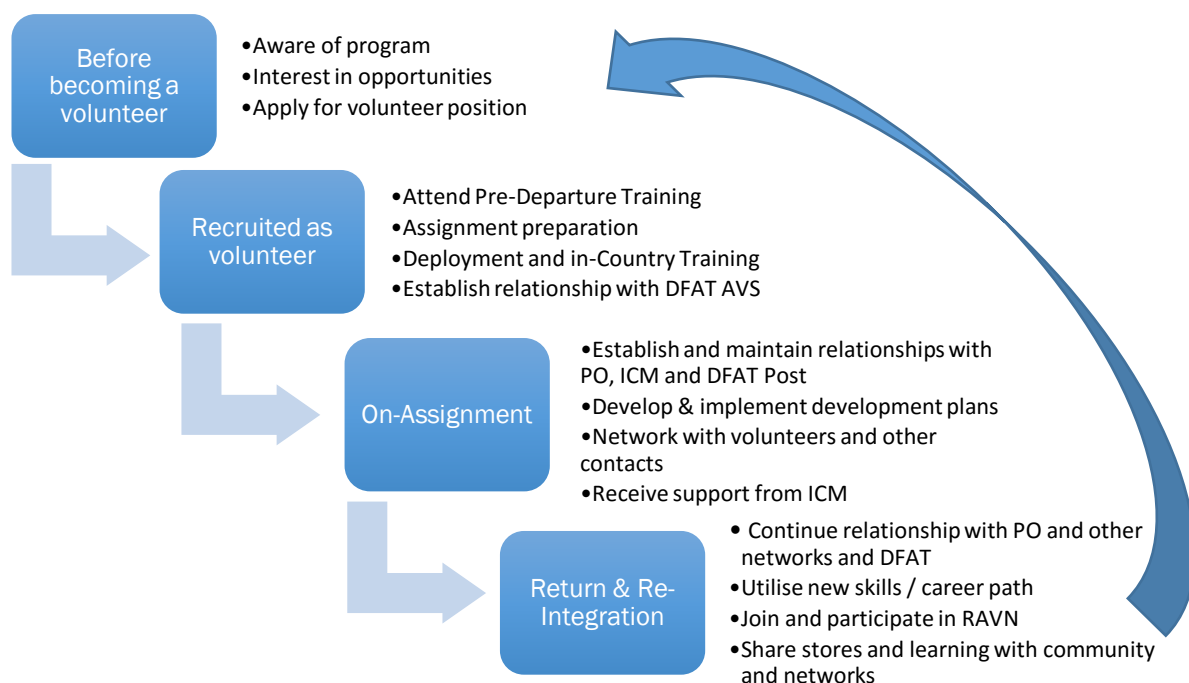 Before
becoming a
volunteer
•Aware of program
•Interest in opportunities
•Apply for volunteer position
Recruited as
volunteer
•Attend Pre-Departure Training
•Assignment preparation
•Deployment and in-Country Training
•Establish relationship with DFAT AVS
On-Assignment
•Establish and maintain relationships with
PO, ICM and DFAT Post
•Develop & implement development plans
•Network with volunteers and other
contacts
•Receive support from ICM
Return & Re-
Integration
• Continue relationship with PO and other
networks and DFAT
•Utilise new skills / career path
•Join and participate in RAVN
•Share stores and learning with community
and networks